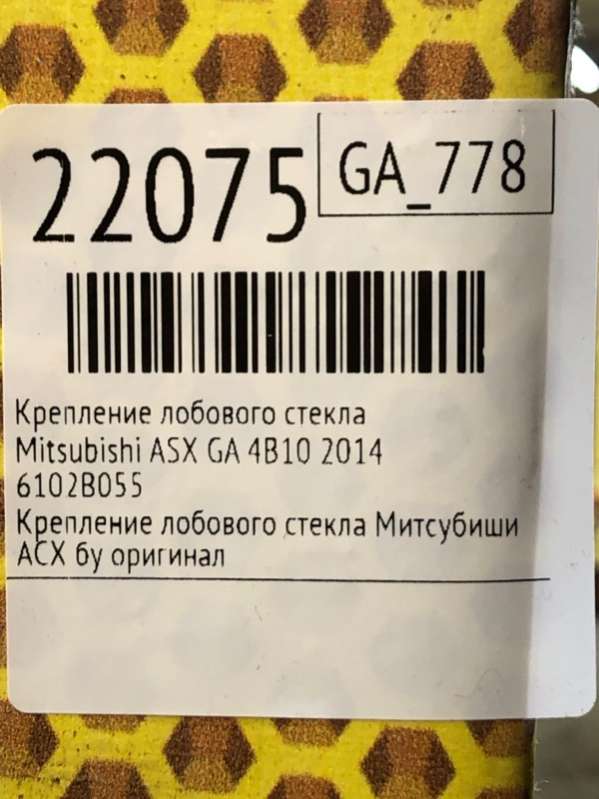 22075
GA_778
Крепление лобового стекла
Mitsubishi ASX GA 4B10 2014
6102B055
Крепление лобового стекла Митсубиши
АСХ бу оригинал